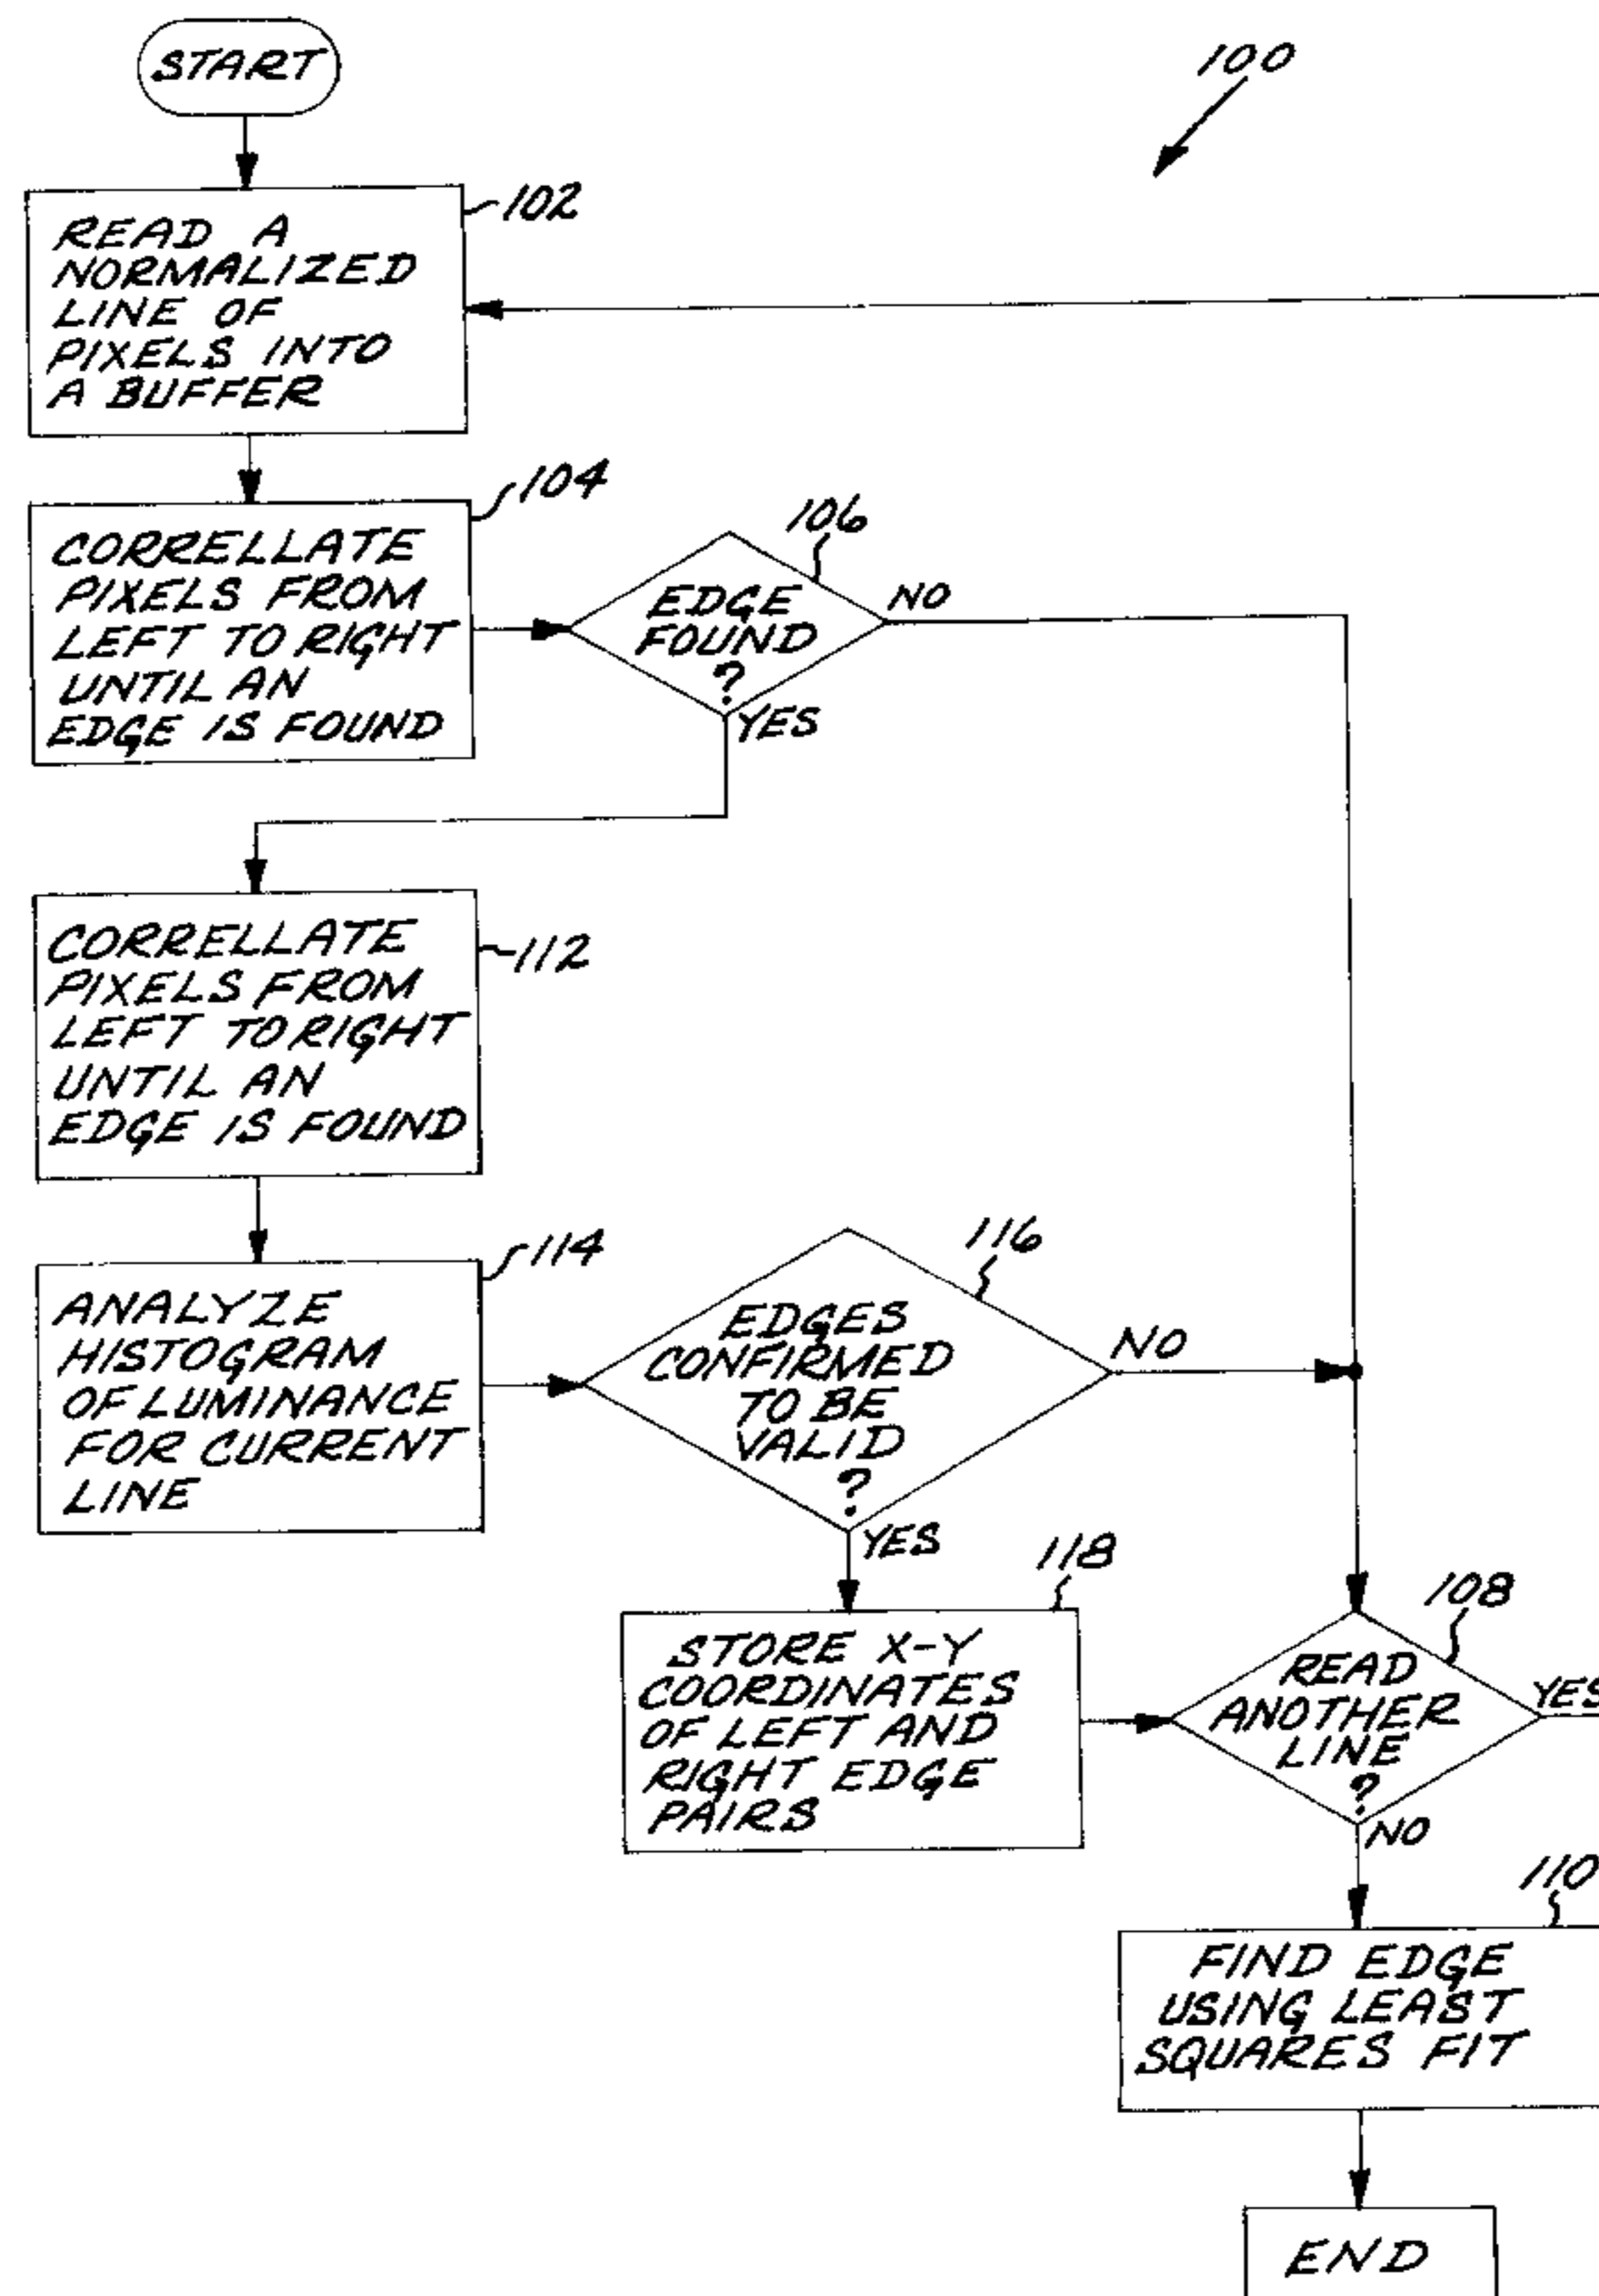 START
100
102
READ A
NORMALIZED
LINE OF
PIXELS INTO
A BUFFER
104
CORRELLATE
PIXELS FROM
LEFT TO RIGHT
UNTIL AN
EDGE IS FOUND
106
EDGE
FOUND
?
NO
YES
112
CORRELLATE
PIXELS FROM
LEFT TO RIGHT
UNTIL AN
EDGE IS FOUND
114
ANALYZE
HISTOGRAM
OF LUMINANCE
FOR CURRENT
LINE
116
EDGES
CONFIRMED
TO BE
VALID
?
NO
YES
118
STORE X-Y
COORDINATES
OF LEFT AND
RIGHT EDGE
PAIRS
108
READ
ANOTHER
LINE
?
YES
NO
110
FIND EDGE
USING LEAST
SQUARES FIT
END